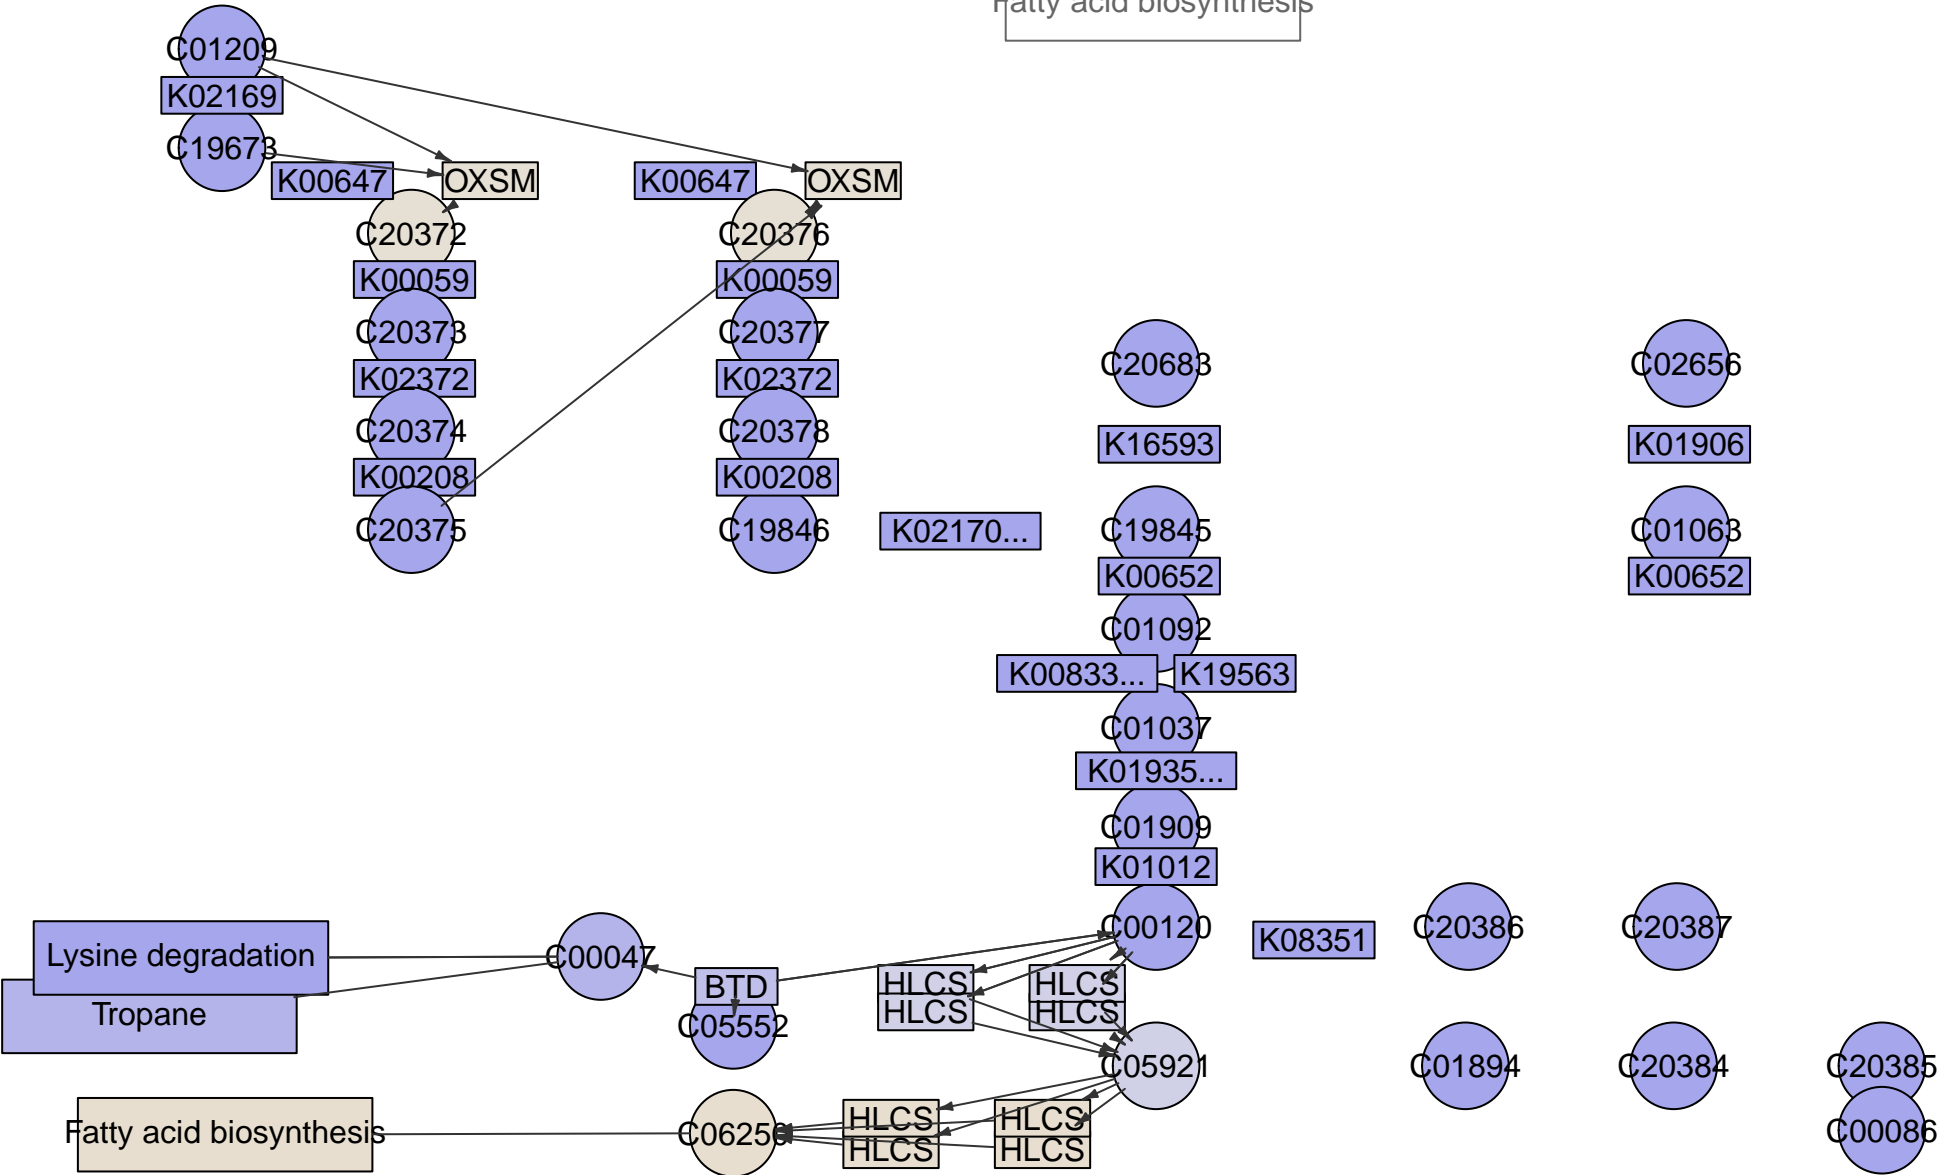 Fatty acid biosynthesis
C01209
K02169
C19673
K00647
OXSM
K00647
OXSM
C20372
C20376
K00059
K00059
C20373
C20377
C20683
C02656
K02372
K02372
C20374
C20378
K16593
K01906
K00208
K00208
C20375
C19846
K02170...
C19845
C01063
K00652
K00652
C01092
K00833...
K19563
C01037
K01935...
C01909
K01012
C00120
K08351
C20386
C20387
Lysine degradation
C00047
BTD
HLCS
HLCS
Tropane
C05552
HLCS
HLCS
C05921
C01894
C20384
C20385
Fatty acid biosynthesis
C06250
HLCS
HLCS
C00086
HLCS
HLCS